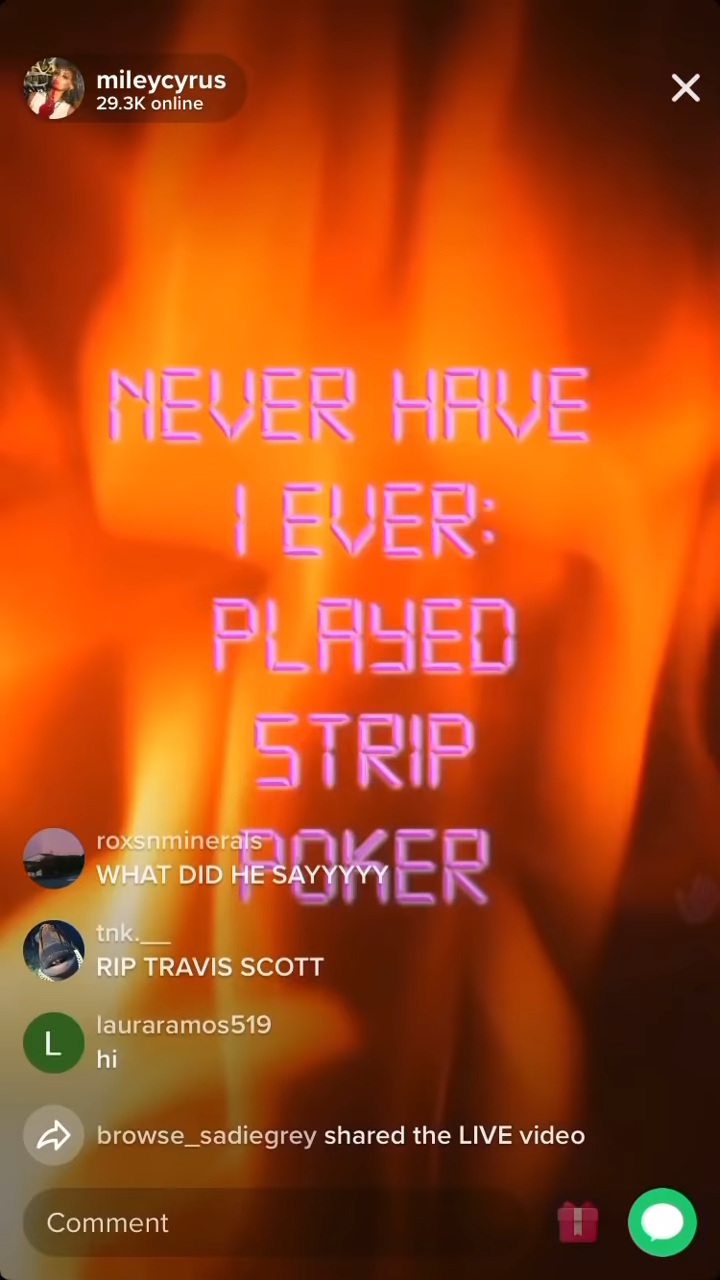 mileycyrus
29.3K online
NEVER HAVE
I EVER:
PLAYED
STRIP
POKER
roxsnminerals
WHAT DID HE SAYYYYY
tnk.__
RIP TRAVIS SCOTT
L
lauraramos519
hi
browse_sadiegrey shared the LIVE video
Comment